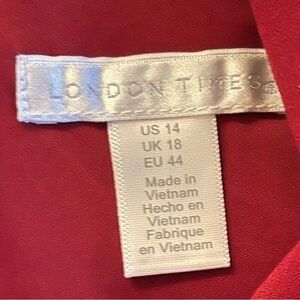 LONDON TIMES
US 14
UK 18
EU 44
Made in
Vietnam
Hecho en
Vietnam
Fabrique
en Vietnam